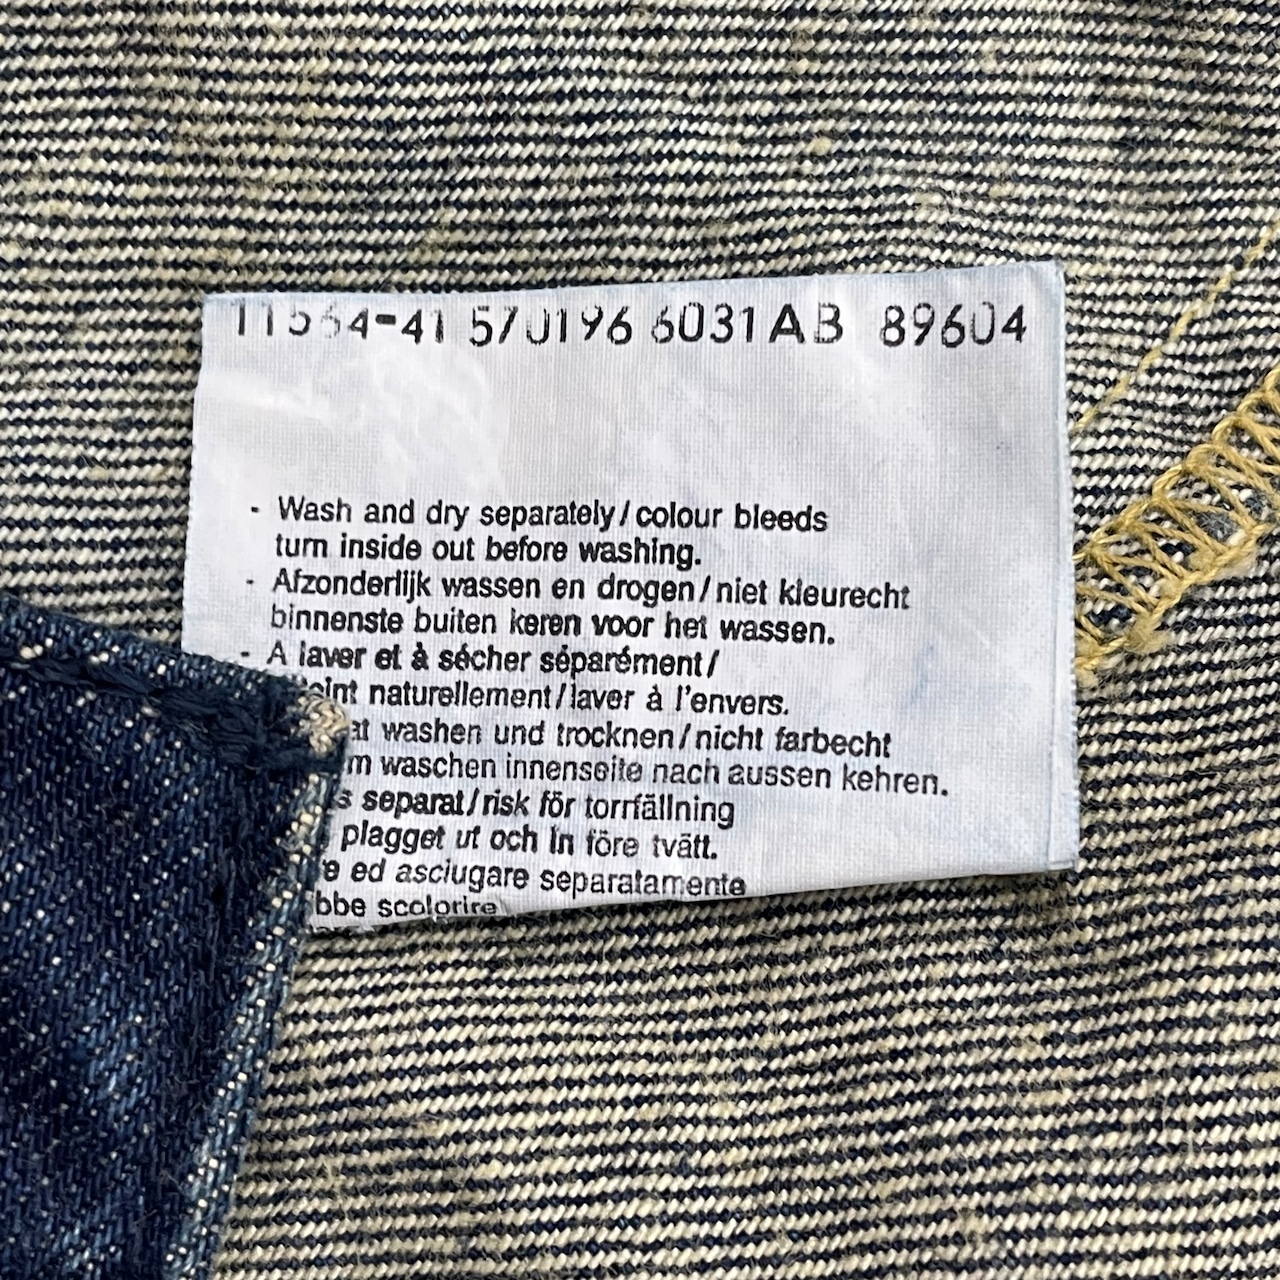 11564-41 570196 6031AB 89604
- Wash and dry separately/colour bleeds
turn inside out before washing.
- Afzonderlijk wassen en drogen/niet kleurecht
binnenste buiten keren voor het wassen.
- A laver et à sécher séparément/
naturellement/laver à l'envers.
washen und trocknen/nicht farbecht
waschen innenseite nach aussen kehren.
separat/risk för torrfällning
plagget ut och in före tvätt.
ed asciugare separatamente
scolorire